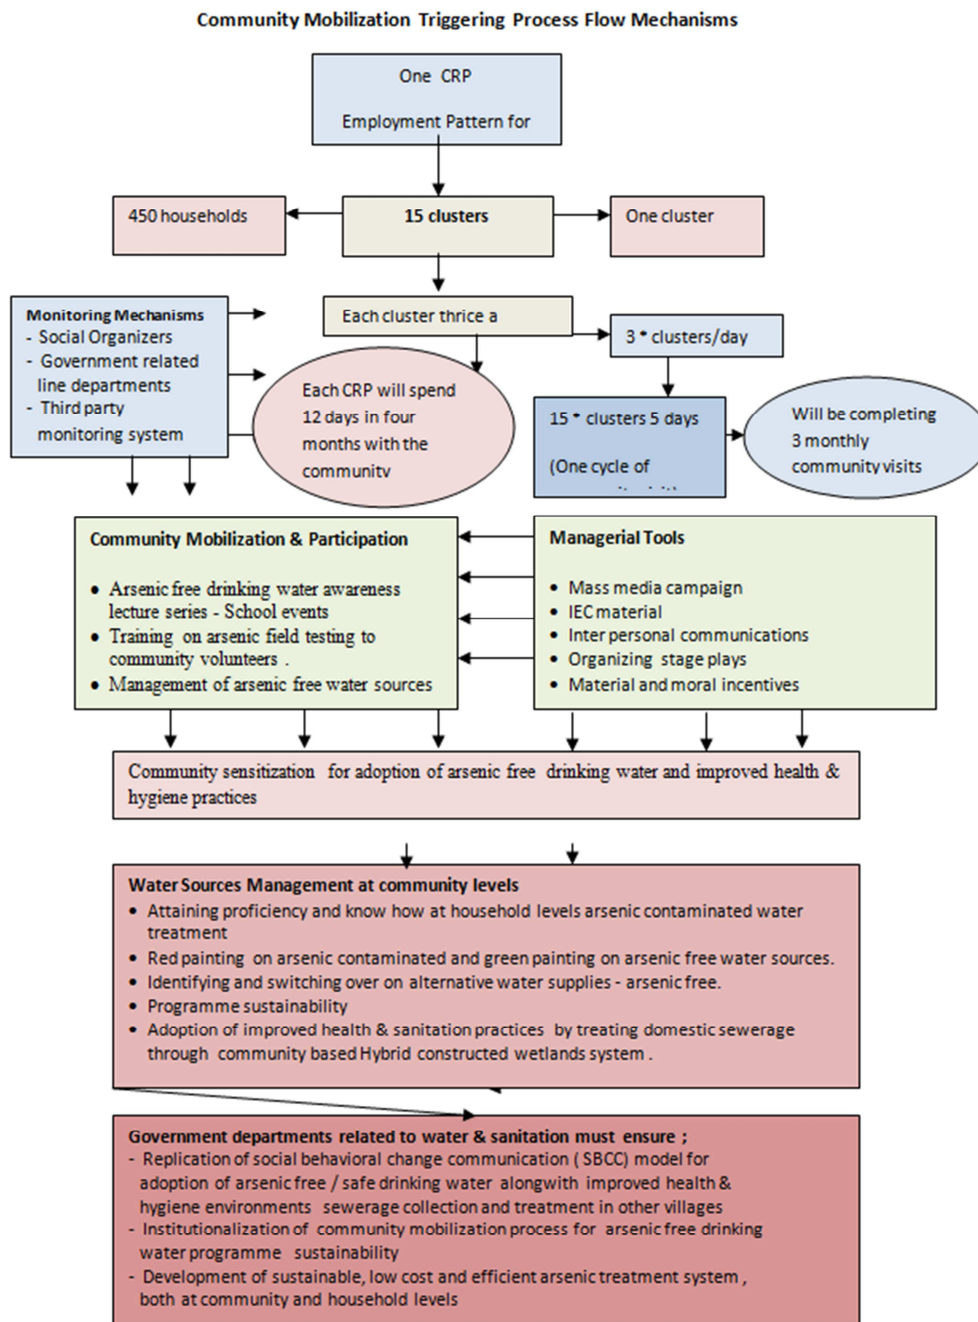 Community Mobilization Triggering Process Flow Mechanisms
One CRP
Employment Pattern for
450 households
15 clusters
One cluster
Each cluster thrice a
3 * clusters/day
Monitoring Mechanisms
- Social Organizers
- Government related
line departments
- Third party
monitoring system
Each CRP will spend
12 days in four
months with the
community
15 * clusters 5 days
(One cycle of
Will be completing
3 monthly
community visits
Community Mobilization & Participation
• Arsenic free drinking water awareness
lecture series - School events
• Training on arsenic field testing to
community volunteers .
• Management of arsenic free water sources
Managerial Tools
• Mass media campaign
• IEC material
• Inter personal communications
• Organizing stage plays
• Material and moral incentives
Community sensitization for adoption of arsenic free drinking water and improved health &
hygiene practices
Water Sources Management at community levels
• Attaining proficiency and know how at household levels arsenic contaminated water
treatment
• Red painting on arsenic contaminated and green painting on arsenic free water sources.
• Identifying and switching over on alternative water supplies - arsenic free.
• Programme sustainability
• Adoption of improved health & sanitation practices by treating domestic sewerage
through community based Hybrid constructed wetlands system .
Government departments related to water & sanitation must ensure ;
- Replication of social behavioral change communication ( SBCC) model for
adoption of arsenic free / safe drinking water alongwith improved health &
hygiene environments sewerage collection and treatment in other villages
- Institutionalization of community mobilization process for arsenic free drinking
water programme sustainability
- Development of sustainable, low cost and efficient arsenic treatment system ,
both at community and household levels